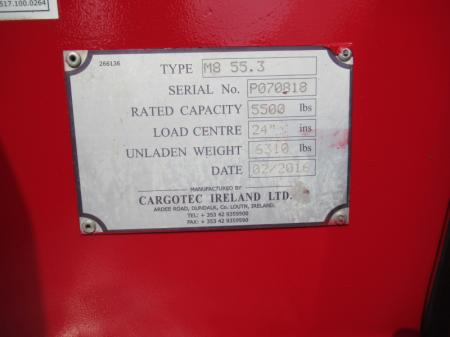 517.100.0264
266136
TYPE M8 55.3
SERIAL No. P070818
RATED CAPACITY 5500 lbs
LOAD CENTRE 24" ins
UNLADEN WEIGHT 6310 lbs
DATE 02/2016
MANUFACTURED BY
CARGOTEC IRELAND LTD.
ARDEE ROAD, DUNDALK, Co. LOUTH, IRELAND.
TEL: + 353 42 9359500
FAX: + 353 42 9359590